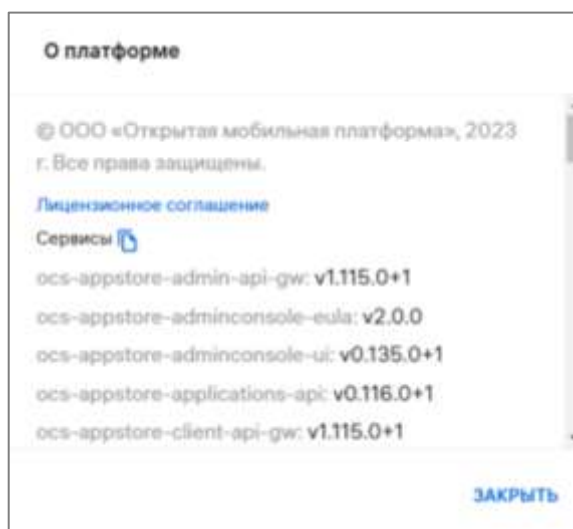 О платформе
© ООО «Открытая мобильная платформа», 2023
г. Все права защищены.
Лицензионное соглашение
Сервисы
ocs-appstore-admin-api-gw: v1.115.0+1
ocs-appstore-adminconsole-eula: v2.0.0
ocs-appstore-adminconsole-ui: v0.135.0+1
ocs-appstore-applications-api: v0.116.0+1
ocs-appstore-client-api-gw: v1.115.0+1
ЗАКРЫТЬ